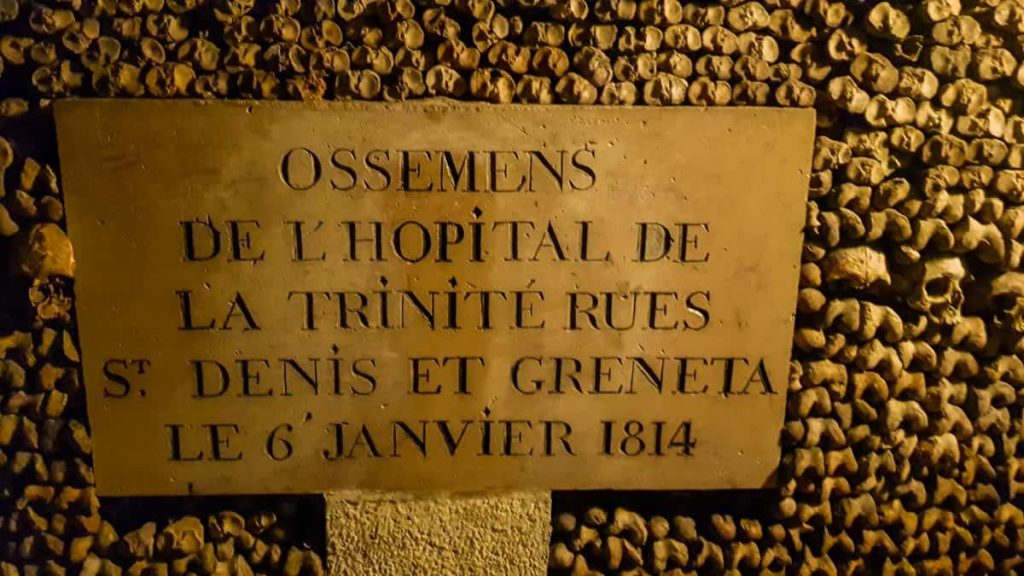 OSSEMENS
DE L'HOPITAL DE
LA TRINITÉ RUES
ST. DENIS ET GRENETA
LE 6 JANVIER 1814